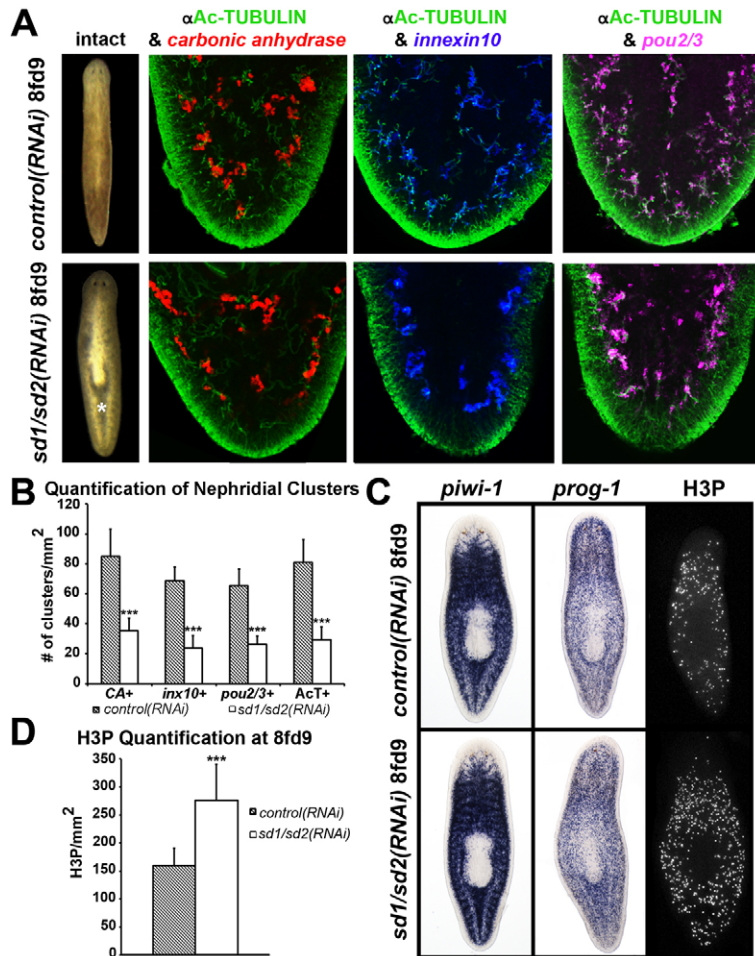 A
intact
αAc-TUBULIN
& carbonic anhydrase
αAc-TUBULIN
& innexin10
αAc-TUBULIN
& pou2/3
control(RNAi) 8fd9
sd1/sd2(RNAi) 8fd9
*
B
Quantification of Nephridial Clusters
# of clusters/mm²
120
100
80
60
40
20
0
***
***
***
***
CA+
inx10+
pou2/3+
AcT+
control(RNAi)
sd1/sd2(RNAi)
C
piwi-1
prog-1
H3P
control(RNAi) 8fd9
sd1/sd2(RNAi) 8fd9
D
H3P Quantification at 8fd9
H3P/mm²
350
300
250
200
150
100
50
0
***
control(RNAi)
sd1/sd2(RNAi)